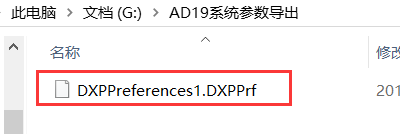 此电脑 > 文档 (G:) > AD19系统参数导出
名称 修改
DXPPreferences1.DXPPrf 201